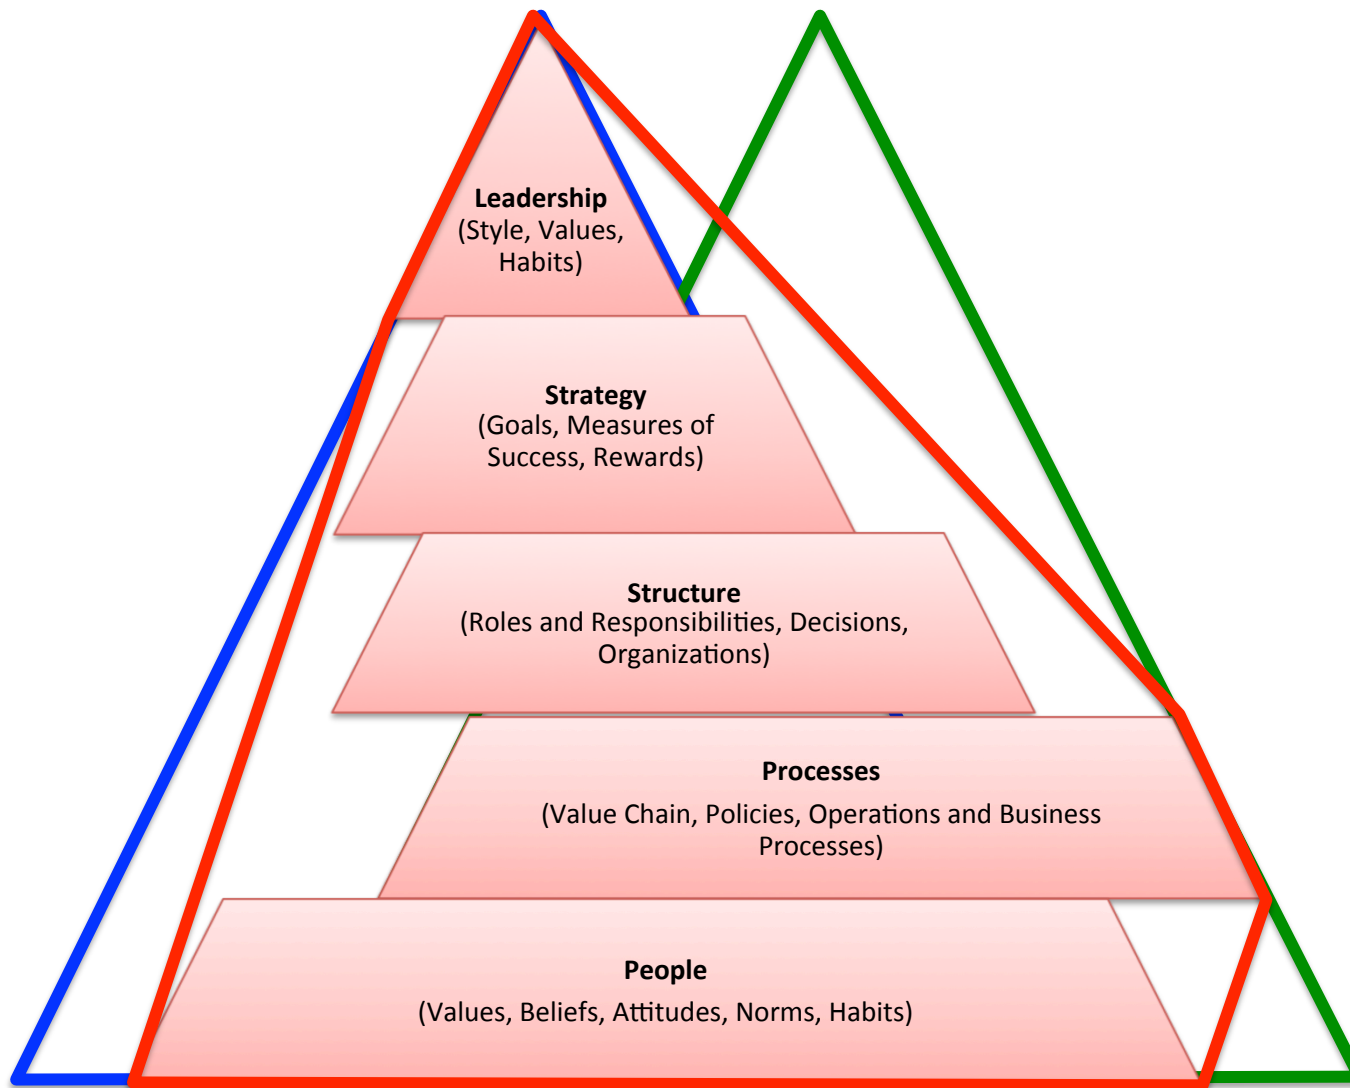 Leadership
(Style, Values,
Habits)
Strategy
(Goals, Measures of
Success, Rewards)
Structure
(Roles and Responsibilities, Decisions,
Organizations)
Processes
(Value Chain, Policies, Operations and Business
Processes)
People
(Values, Beliefs, Attitudes, Norms, Habits)